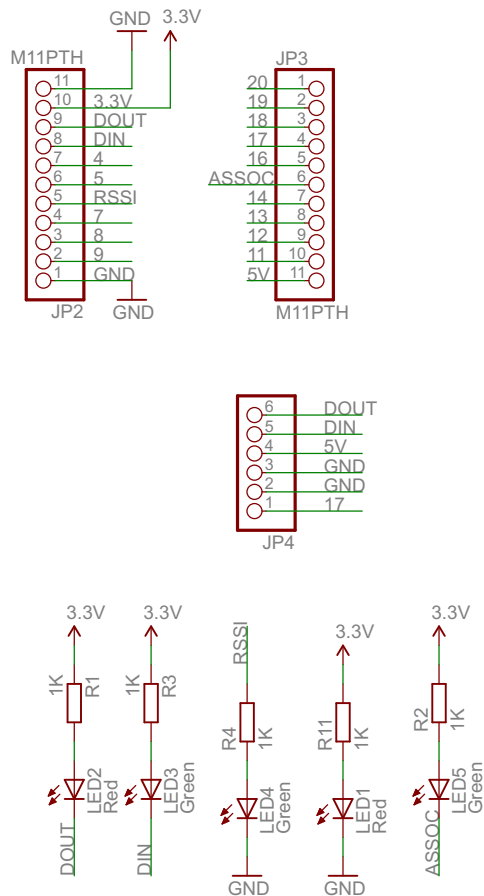 GND
3.3V
M11PTH
11
10 3.3V
9 DOUT
8 DIN
7 4
6 5
5 RSSI
4 7
3 8
2 9
1 GND
JP2
GND
JP3
20 1
19 2
18 3
17 4
16 5
ASSOC 6
14 7
13 8
12 9
11 10
5V 11
M11PTH
6 DOUT
5 DIN
4 5V
3 GND
2 GND
1 17
JP4
3.3V
1K
R1
LED2
Red
DOUT
3.3V
1K
R3
LED3
Green
DIN
RSSI
R4
1K
LED4
Green
GND
3.3V
R11
1K
LED1
Red
GND
3.3V
R2
1K
LED5
Green
ASSOC